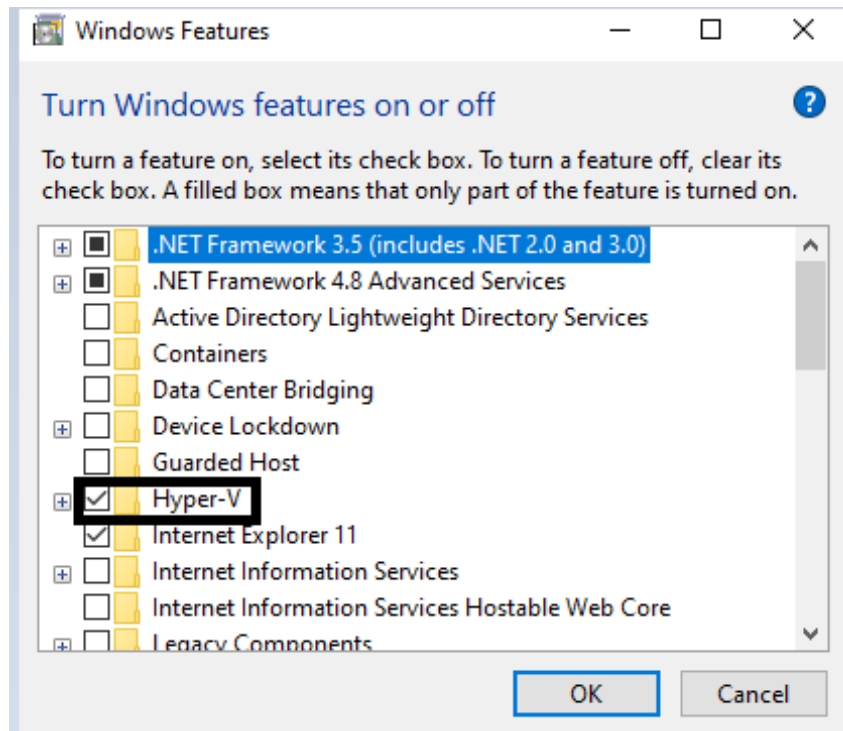 Windows Features
Turn Windows features on or off
?
To turn a feature on, select its check box. To turn a feature off, clear its
check box. A filled box means that only part of the feature is turned on.
.NET Framework 3.5 (includes .NET 2.0 and 3.0)
.NET Framework 4.8 Advanced Services
Active Directory Lightweight Directory Services
Containers
Data Center Bridging
Device Lockdown
Guarded Host
Hyper-V
Internet Explorer 11
Internet Information Services
Internet Information Services Hostable Web Core
Legacy Components
OK
Cancel